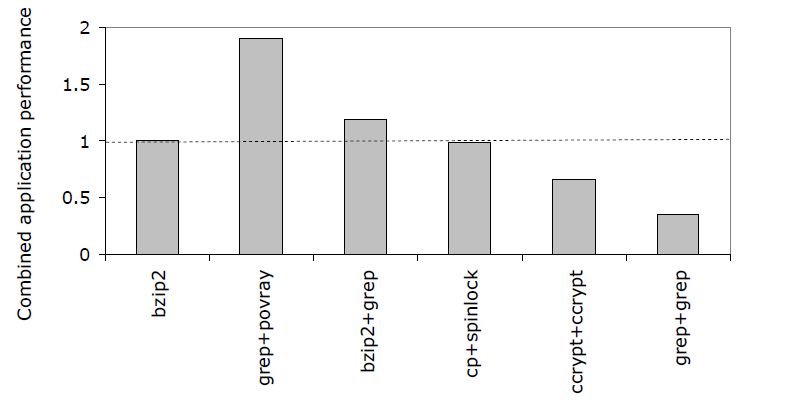 Combined application performance
2
1.5
1
0.5
0
bzip2
grep+povray
bzip2+grep
cp+spinlock
ccrypt+ccrypt
grep+grep